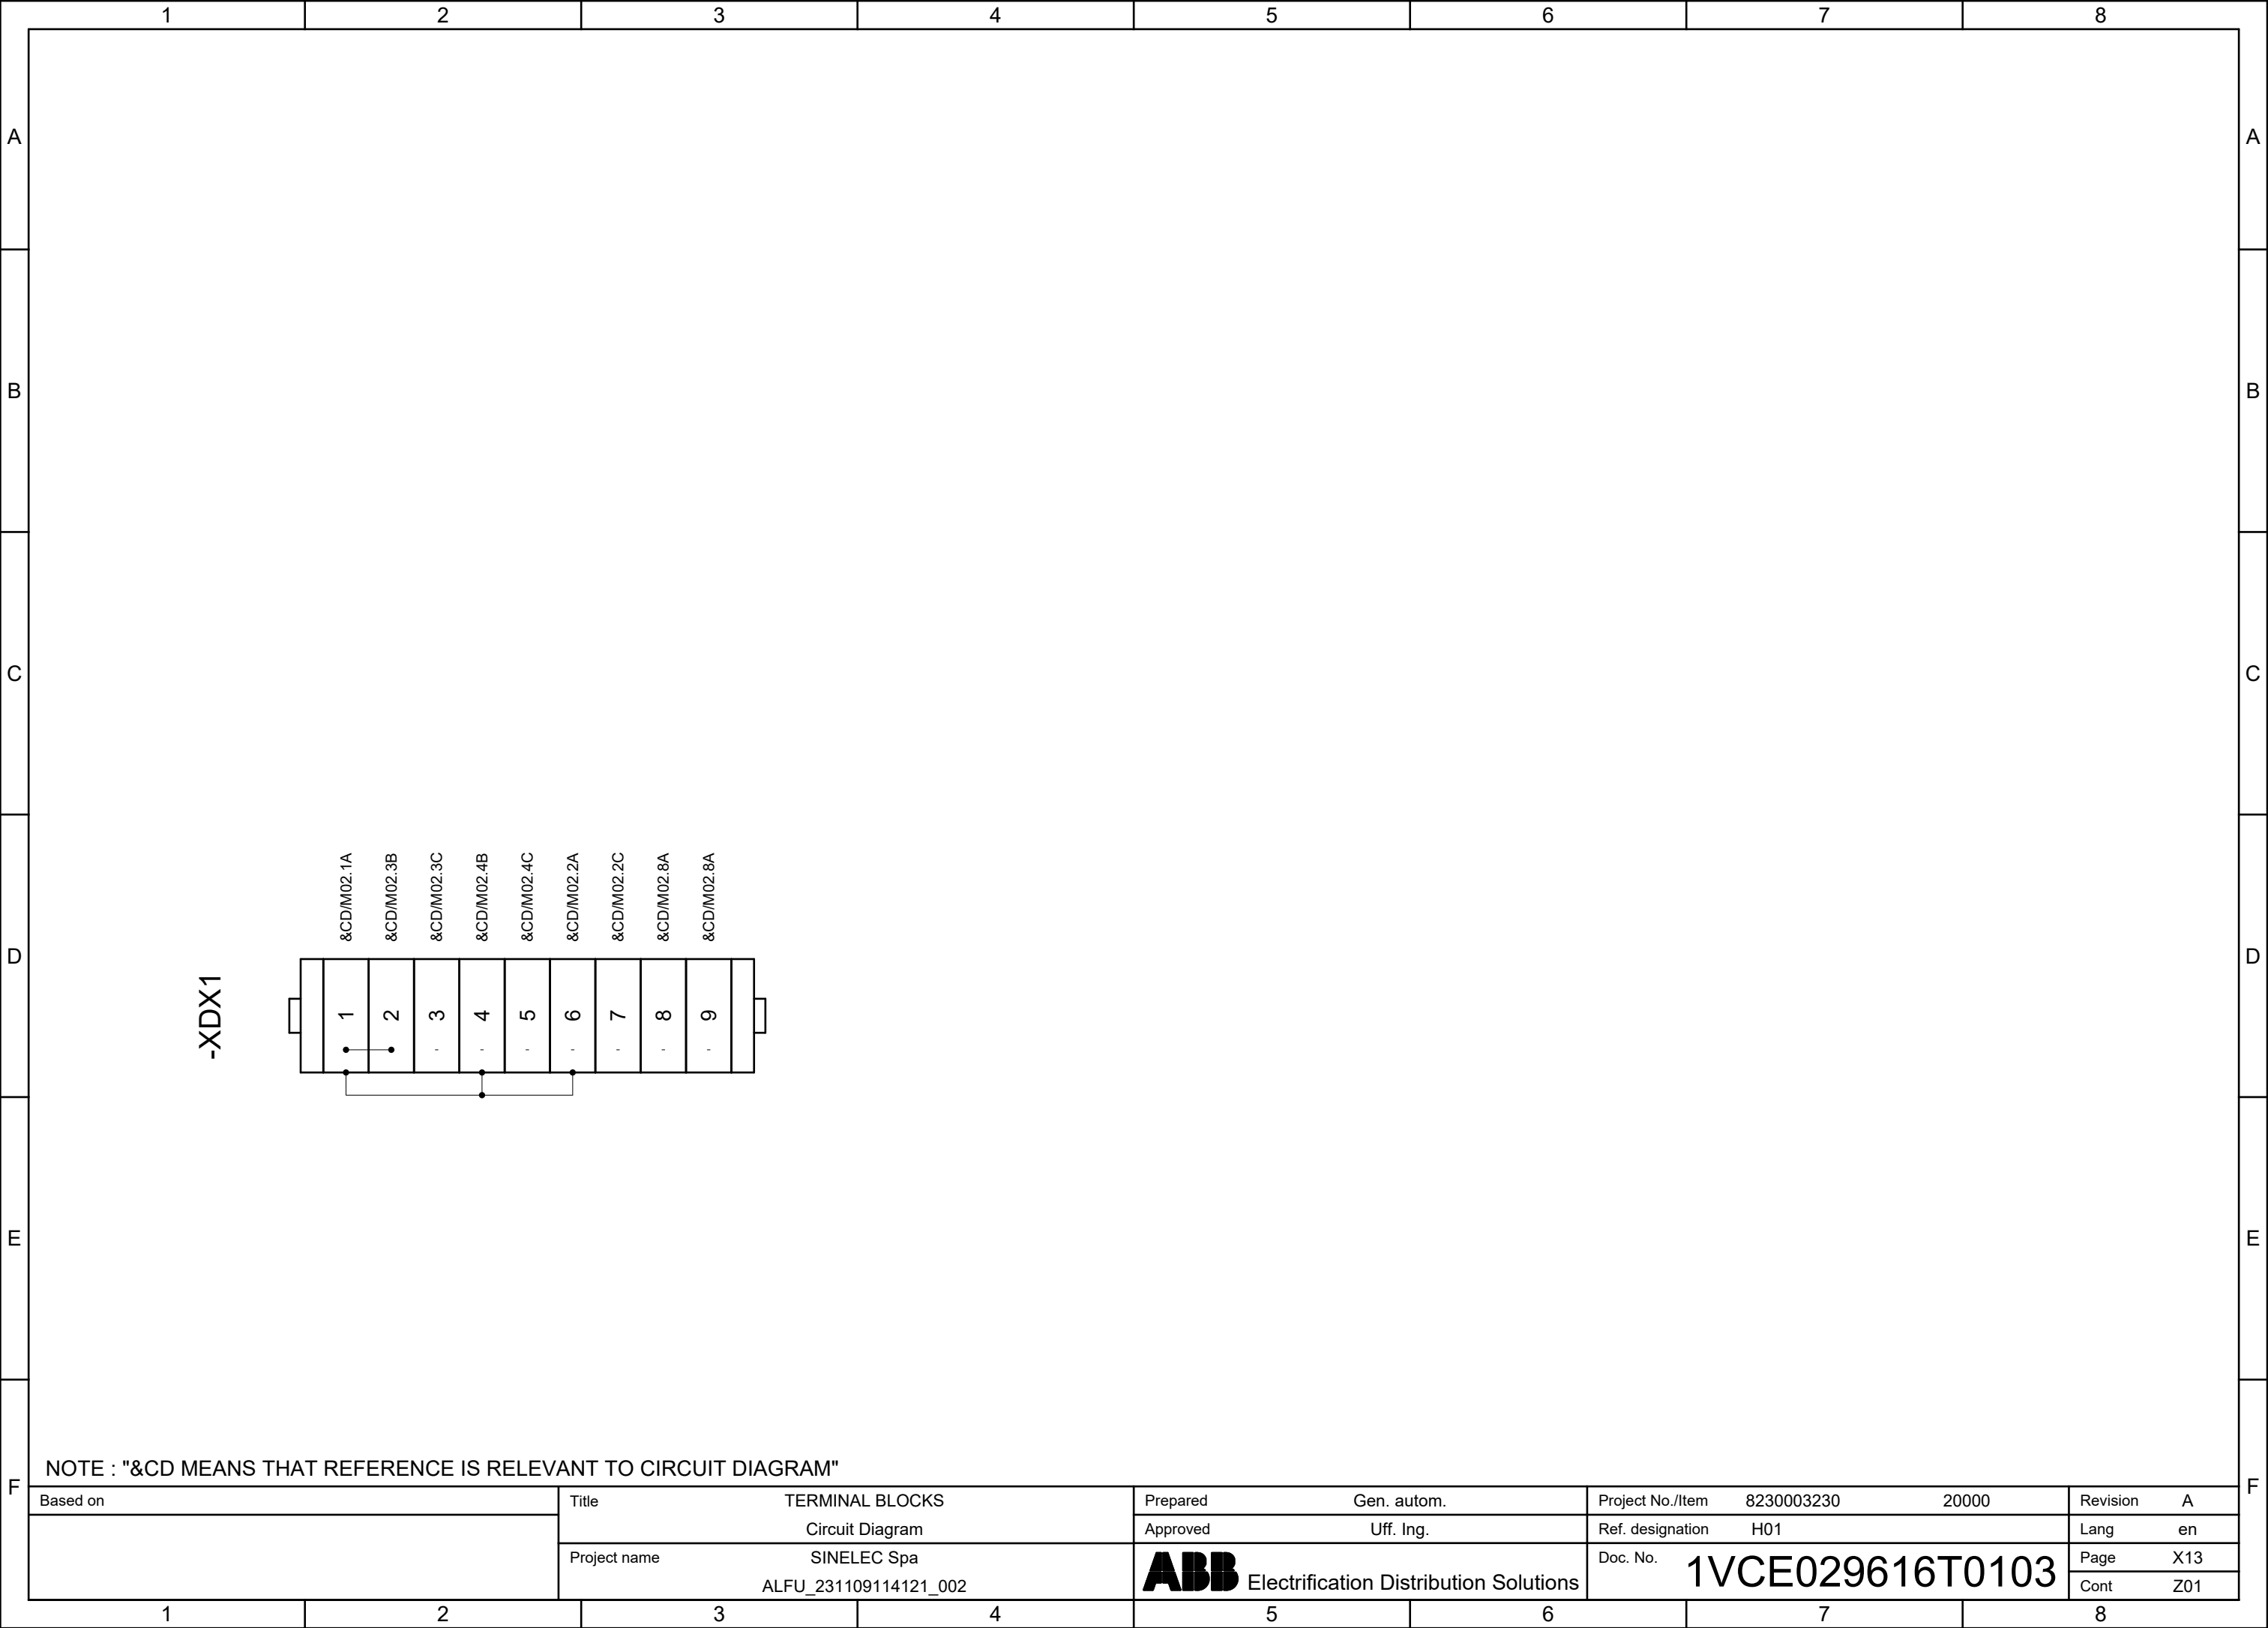 1 2 3 4 5 6 7 8
A A
B B
C C
&CD/M02.1A &CD/M02.3B &CD/M02.3C &CD/M02.4B &CD/M02.4C &CD/M02.2A &CD/M02.2C &CD/M02.8A &CD/M02.8A
D D
-XDX1
1 2 3 4 5 6 7 8 9
- - - - - - -
E E
NOTE : "&CD MEANS THAT REFERENCE IS RELEVANT TO CIRCUIT DIAGRAM"
F F
Based on Title TERMINAL BLOCKS Prepared Gen. autom. Project No./Item 8230003230 20000 Revision A
Circuit Diagram Approved Uff. Ing. Ref. designation H01 Lang en
Project name SINELEC Spa ABB Electrification Distribution Solutions Doc. No. 1VCE029616T0103 Page X13
ALFU_231109114121_002 Cont Z01
1 2 3 4 5 6 7 8